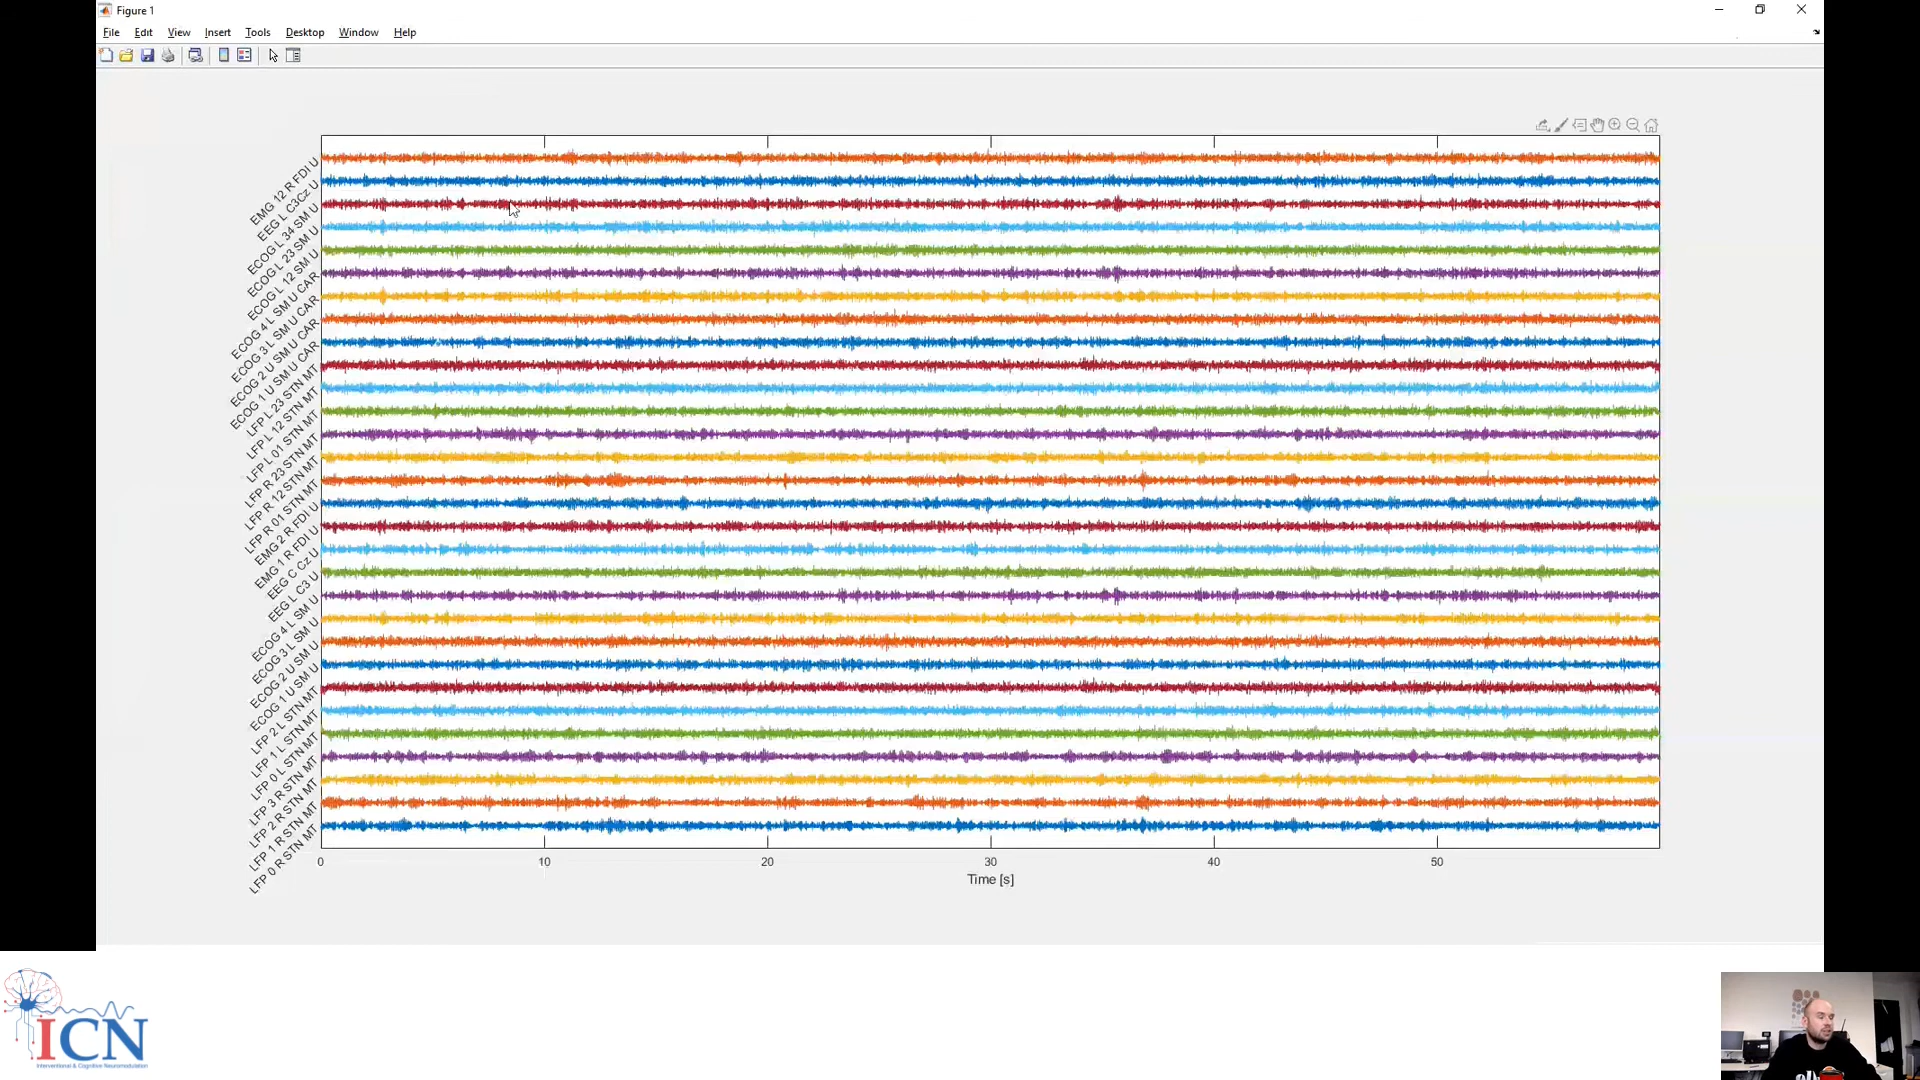 Figure 1
File Edit View Insert Tools Desktop Window Help
EMG 12 R FDI U
EEG L C3Cz U
ECOG L 34 SM U
ECOG L 23 SM U
ECOG L 12 SM U
ECOG 4 L SM U CAR
ECOG 3 L SM U CAR
ECOG 2 U SM U CAR
ECOG 1 U SM U CAR
LFP L 23 STN MT
LFP L 12 STN MT
LFP L 01 STN MT
LFP R 23 STN MT
LFP R 12 STN MT
LFP R 01 STN MT
EMG 2 R FDI U
EMG 1 R FDI U
EEG C Cz U
EEG L C3 U
ECOG 4 L SM U
ECOG 3 L SM U
ECOG 2 U SM U
ECOG 1 U SM U
LFP 2 L STN MT
LFP 1 L STN MT
LFP 0 L STN MT
LFP 3 R STN MT
LFP 2 R STN MT
LFP 1 R STN MT
LFP 0 R STN MT
0 10 20 30 40 50
Time [s]
ICN
Interventional & Cognitive Neuromodulation